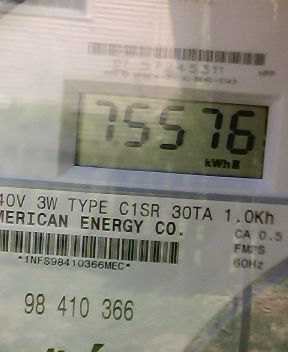 75576
kWh
40V 3W TYPE C1SR 30TA 1.0Kh
MERICAN ENERGY CO.
CA 0.5
FM2S
60Hz
*1NFS98410366MEC*
98 410 366